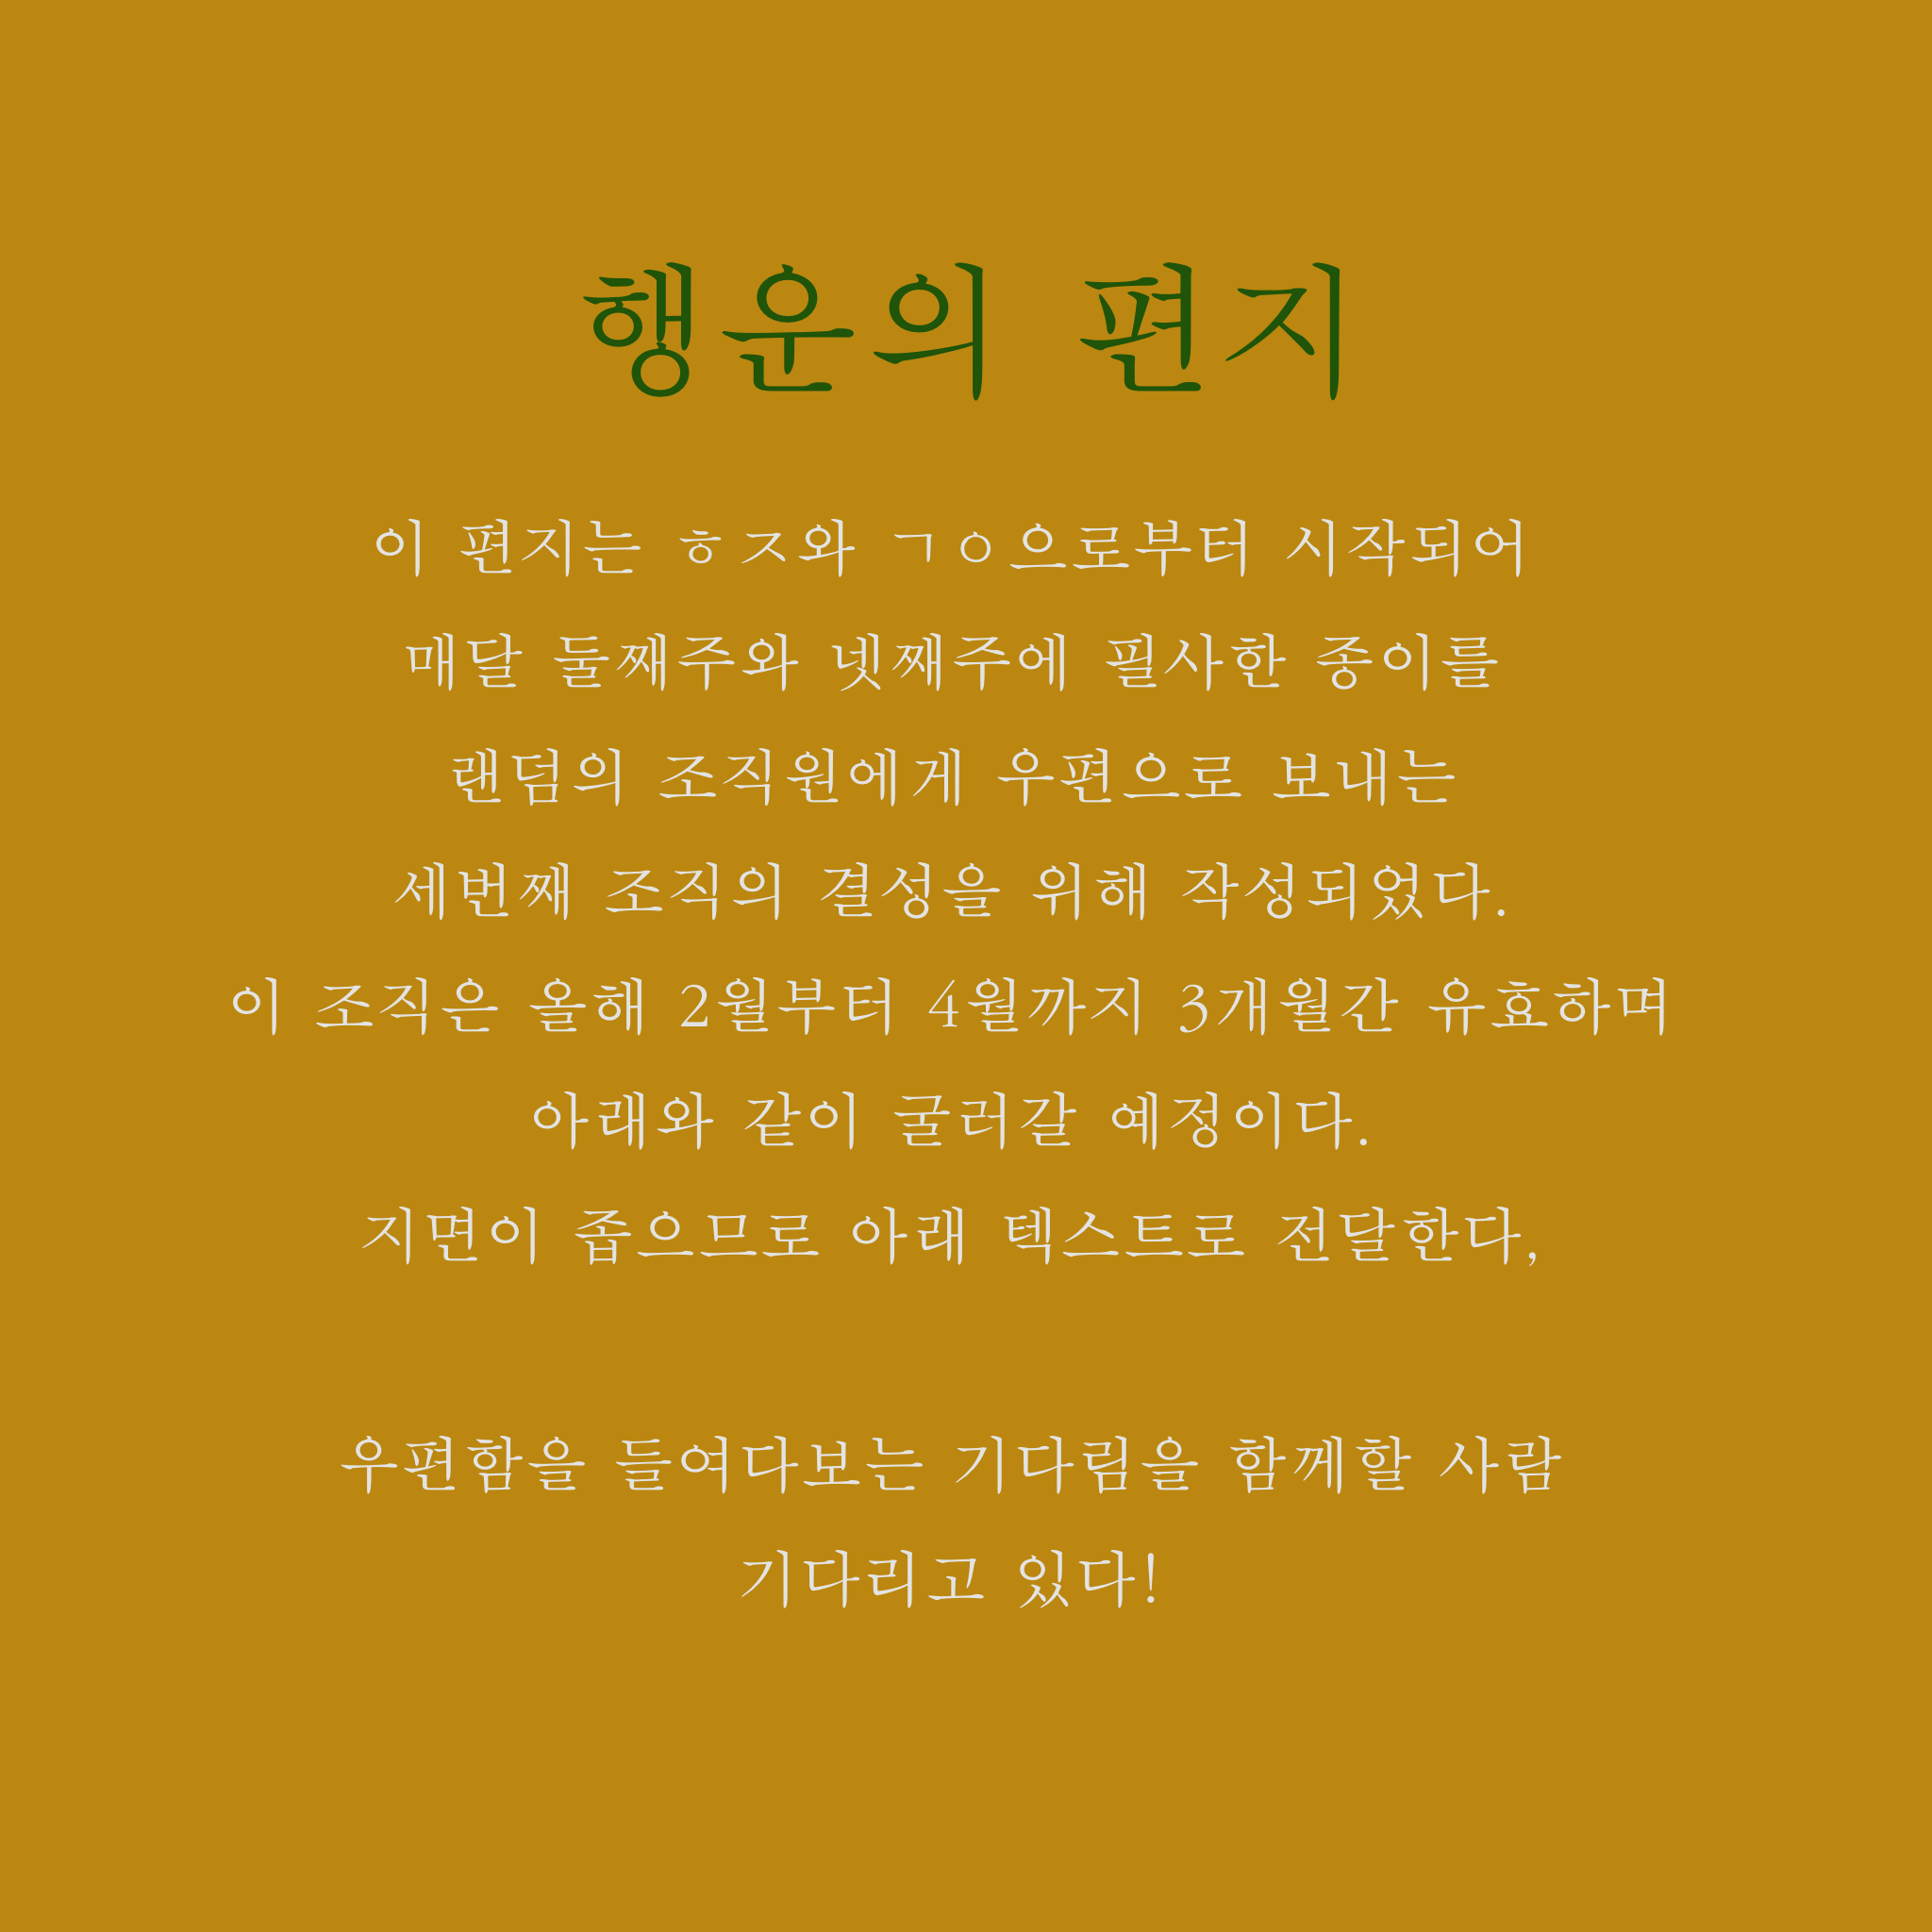 행운의 편지
이 편지는ㅎㅈ와 ㄱㅇ으로부터 시작되어
매달 둘째주와 넷째주에 필사한 종이를
랜덤의 조직원에게 우편으로 보내는
세번째 조직의 결성을 위해 작정되었다.
이 조직은 올해 2월부터 4월까지 3개월간 유효하며
아래와 같이 굴러갈 예정이다.
지면이 좁으므로 아래 텍스트로 전달한다,
우편함을 들여다보는 기다림을 함께할 사람
기다리고 있다!